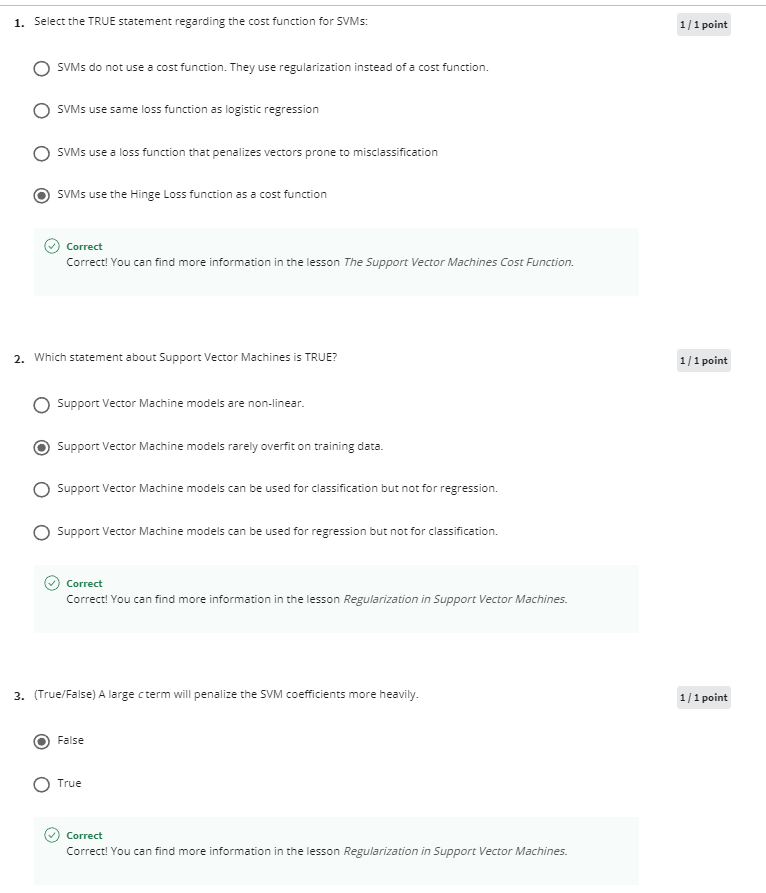 1. Select the TRUE statement regarding the cost function for SVMs:
1 / 1 point
SVMs do not use a cost function. They use regularization instead of a cost function.
SVMs use same loss function as logistic regression
SVMs use a loss function that penalizes vectors prone to misclassification
SVMs use the Hinge Loss function as a cost function
Correct
Correct! You can find more information in the lesson The Support Vector Machines Cost Function.
2. Which statement about Support Vector Machines is TRUE?
1 / 1 point
Support Vector Machine models are non-linear.
Support Vector Machine models rarely overfit on training data.
Support Vector Machine models can be used for classification but not for regression.
Support Vector Machine models can be used for regression but not for classification.
Correct
Correct! You can find more information in the lesson Regularization in Support Vector Machines.
3. (True/False) A large c term will penalize the SVM coefficients more heavily.
1 / 1 point
False
True
Correct
Correct! You can find more information in the lesson Regularization in Support Vector Machines.